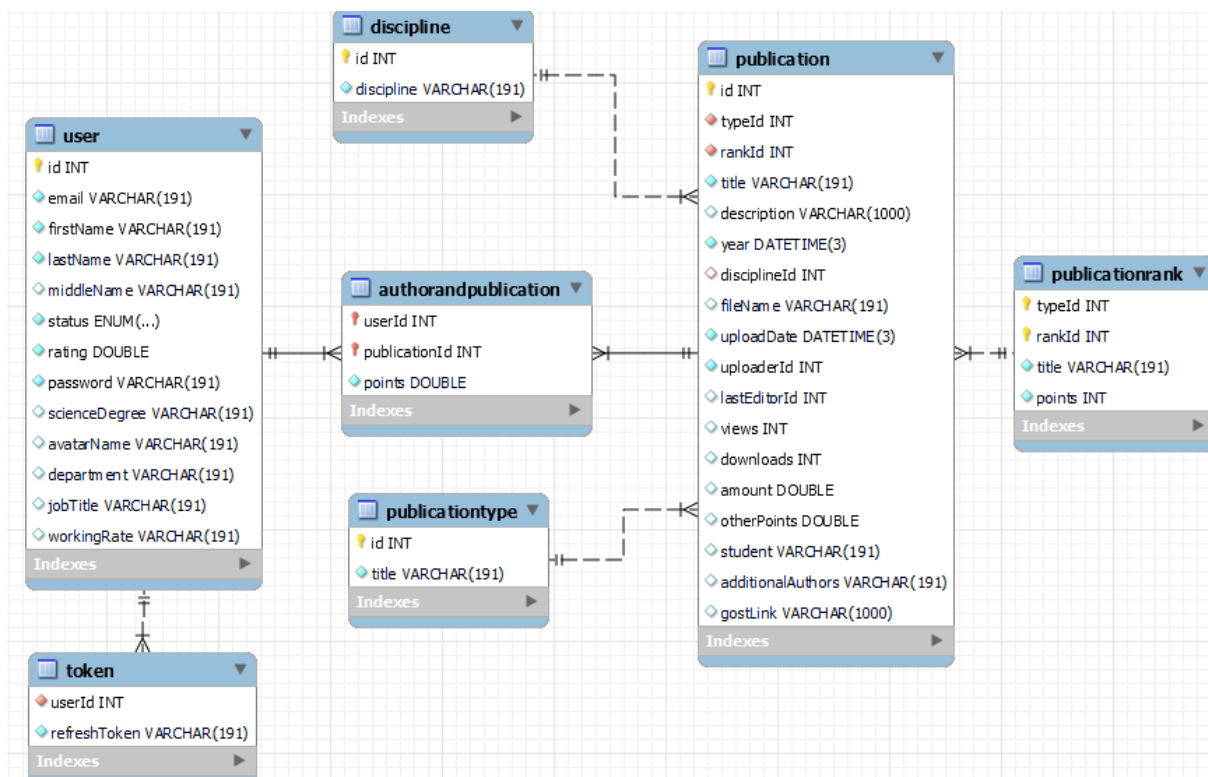 discipline
id INT
discipline VARCHAR(191)
Indexes
user
id INT
email VARCHAR(191)
firstName VARCHAR(191)
lastName VARCHAR(191)
middleName VARCHAR(191)
status ENUM(...)
rating DOUBLE
password VARCHAR(191)
scienceDegree VARCHAR(191)
avatarName VARCHAR(191)
department VARCHAR(191)
jobTitle VARCHAR(191)
workingRate VARCHAR(191)
Indexes
token
userId INT
refreshToken VARCHAR(191)
Indexes
authorandpublication
userId INT
publicationId INT
points DOUBLE
Indexes
publicationtype
id INT
title VARCHAR(191)
Indexes
publication
id INT
typeId INT
rankId INT
title VARCHAR(191)
description VARCHAR(1000)
year DATETIME(3)
disciplineId INT
fileName VARCHAR(191)
uploadDate DATETIME(3)
uploaderId INT
lastEditorId INT
views INT
downloads INT
amount DOUBLE
otherPoints DOUBLE
student VARCHAR(191)
additionalAuthors VARCHAR(191)
gostLink VARCHAR(1000)
Indexes
publicationrank
typeId INT
rankId INT
title VARCHAR(191)
points INT
Indexes